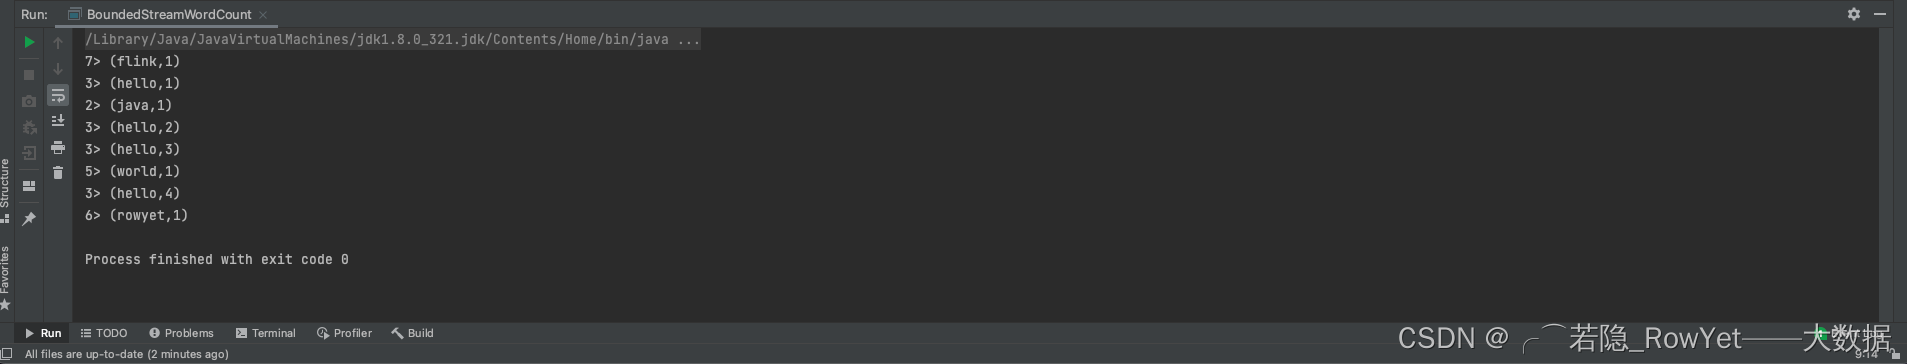 Run: BoundedStreamWordCount
/Library/Java/JavaVirtualMachines/jdk1.8.0_321.jdk/Contents/Home/bin/java ...
7> (flink,1)
3> (hello,1)
2> (java,1)
3> (hello,2)
3> (hello,3)
5> (world,1)
3> (hello,4)
6> (rowyet,1)
Process finished with exit code 0
Structure
Favorites
Run TODO Problems Terminal Profiler Build
CSDN @╭⌒若隐_RowYet——大数据
All files are up-to-date (2 minutes ago)
9:14